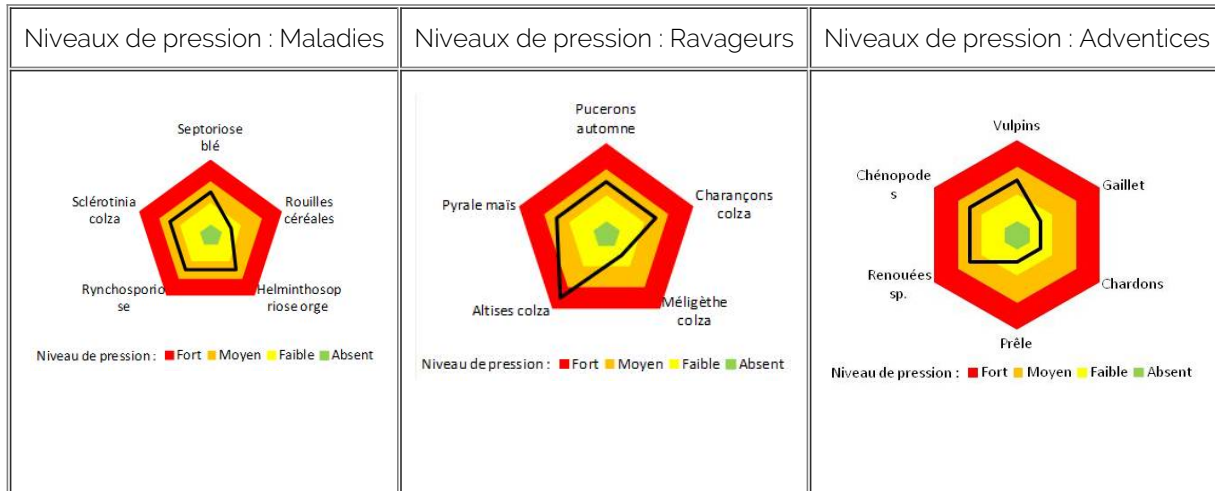 Niveaux de pression : Maladies
Niveaux de pression : Ravageurs
Niveaux de pression : Adventices
Septoriose
blé
Rouilles
céréales
Helminthosop
riose orge
Rynchosporio
se
Sclérotinia
colza
Niveau de pression : Fort Moyen Faible Absent
Pucerons
automne
Charançons
colza
Méligèthe
colza
Altises colza
Pyrale maïs
Niveau de pression : Fort Moyen Faible Absent
Vulpins
Gaillet
Chardons
Prêle
Renouées
sp.
Chénopode
s
Niveau de pression : Fort Moyen Faible Absent